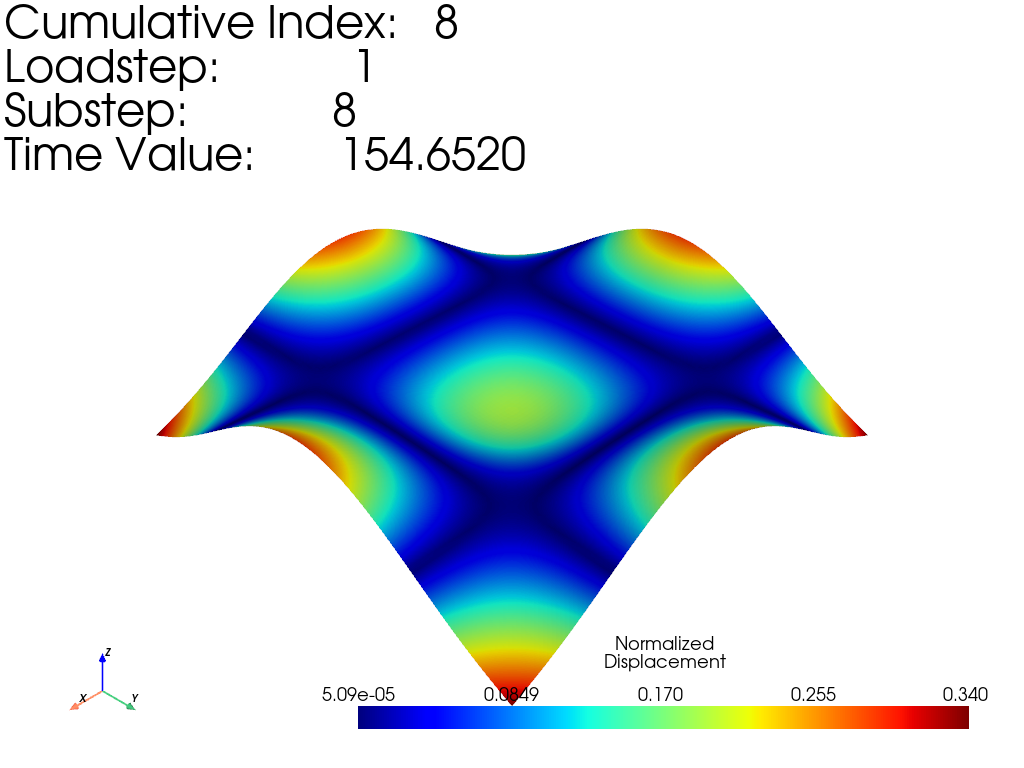 Cumulative Index: 8
Loadstep: 1
Substep: 8
Time Value: 154.6520
Normalized
Displacement
5.09e-05 0.0849 0.170 0.255 0.340
Z
X Y